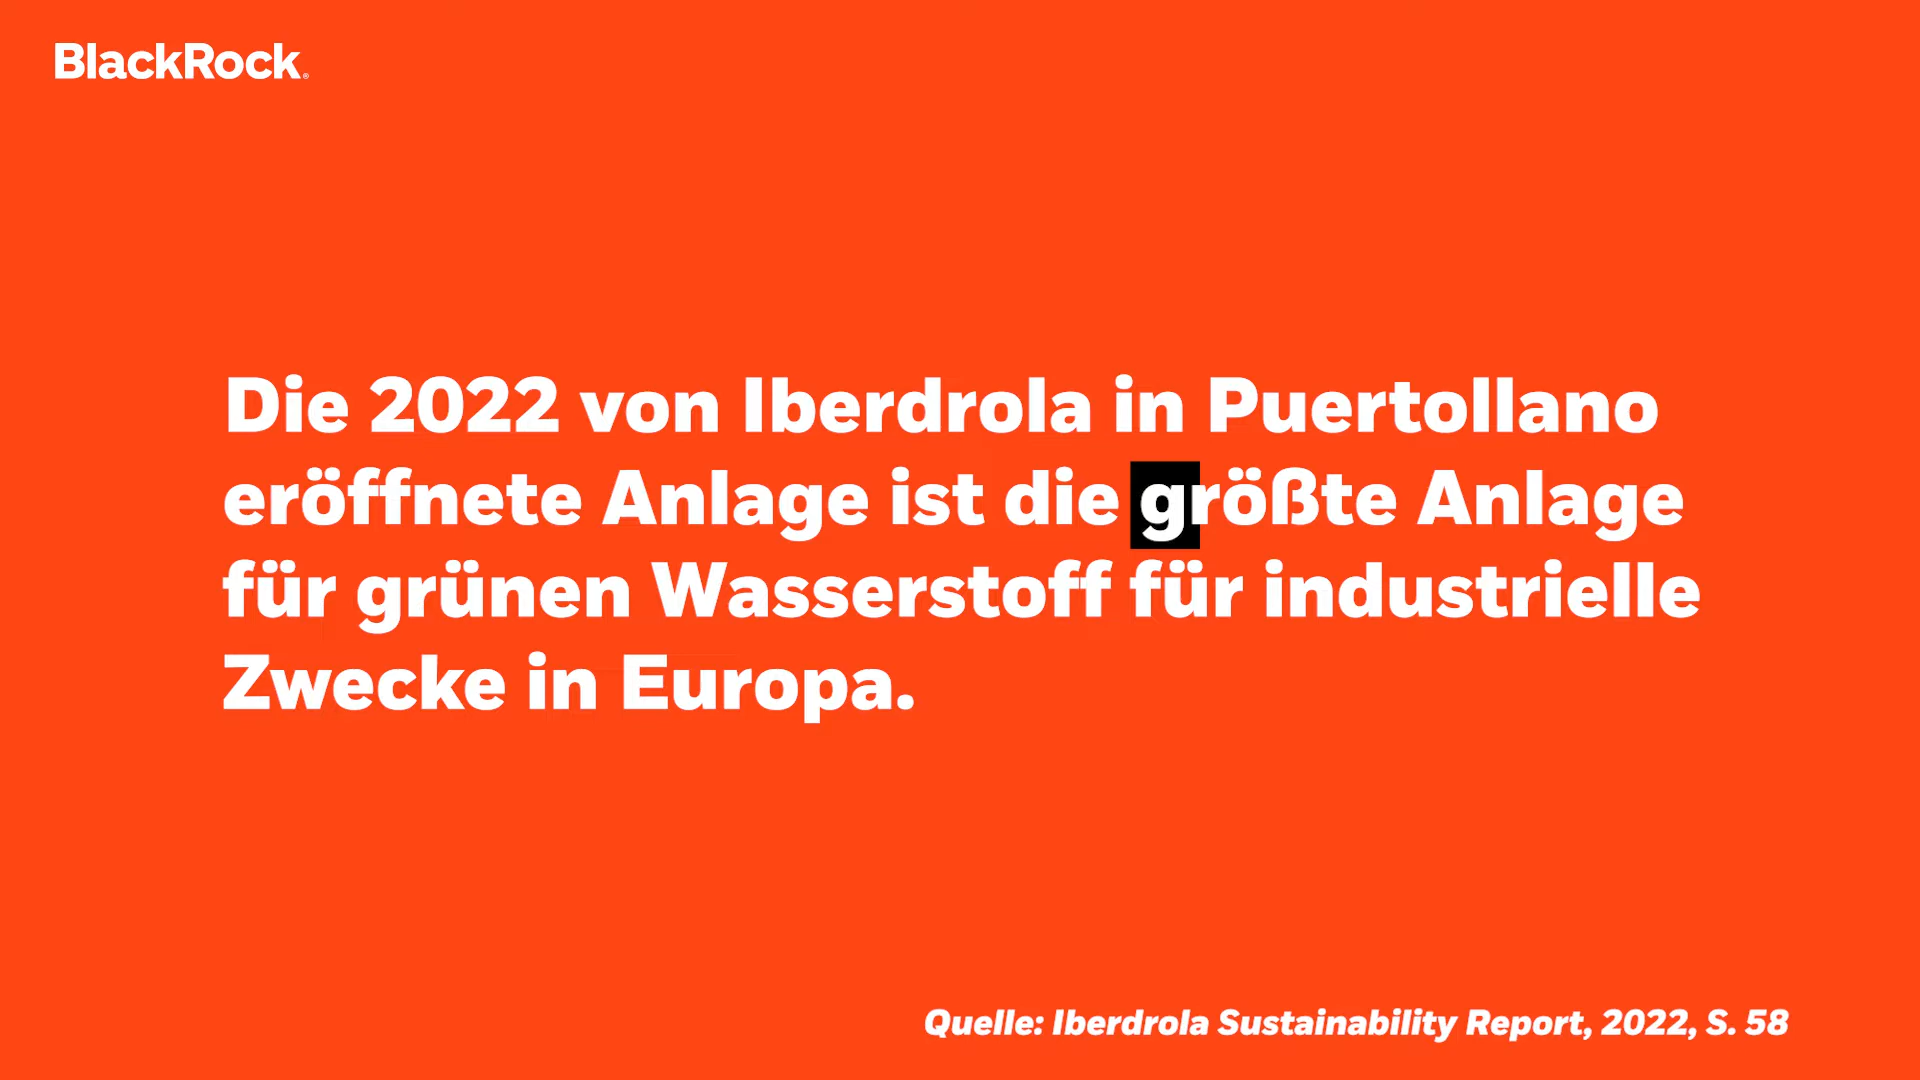 BlackRock®
Die 2022 von Iberdrola in Puertollano
eröffnete Anlage ist die größte Anlage
für grünen Wasserstoff für industrielle
Zwecke in Europa.
Quelle: Iberdrola Sustainability Report, 2022, S. 58